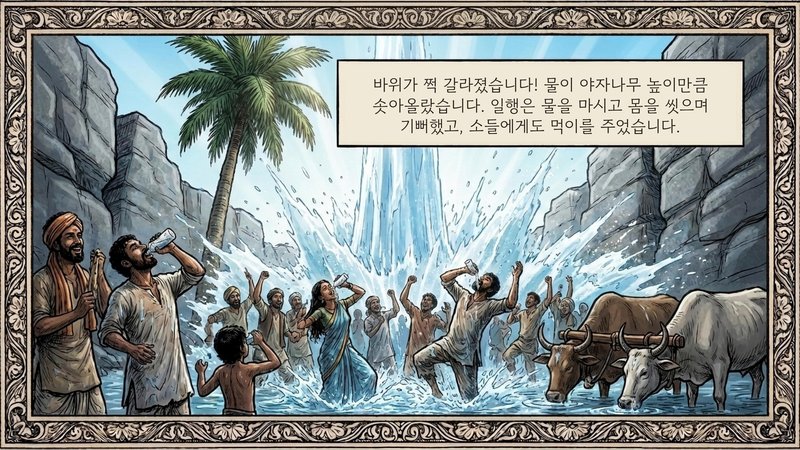 바위가 쩍 갈라졌습니다! 물이 야자나무 높이만큼
솟아올랐습니다. 일행은 물을 마시고 몸을 씻으며
기뻐했고, 소들에게도 먹이를 주었습니다.